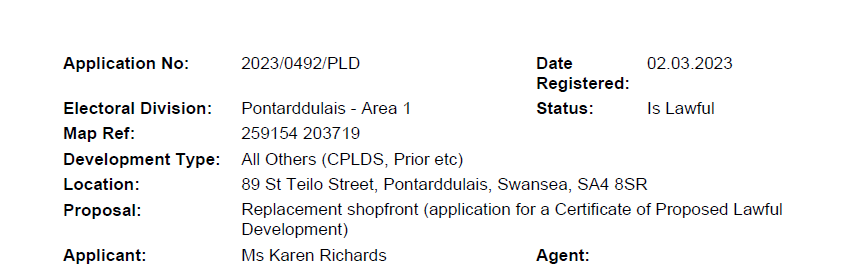 Application No: 2023/0492/PLD Date Registered: 02.03.2023
Electoral Division: Pontarddulais - Area 1 Status: Is Lawful
Map Ref: 259154 203719
Development Type: All Others (CPLDS, Prior etc)
Location: 89 St Teilo Street, Pontarddulais, Swansea, SA4 8SR
Proposal: Replacement shopfront (application for a Certificate of Proposed Lawful
Development)
Applicant: Ms Karen Richards Agent: